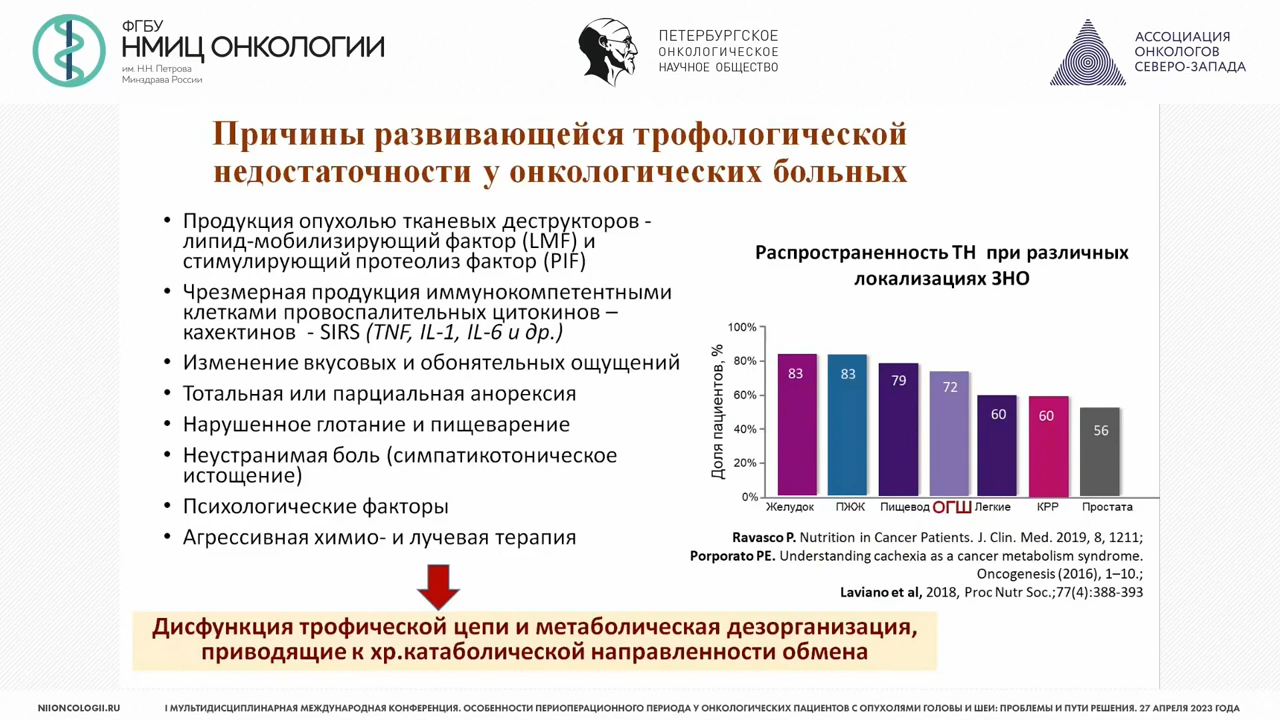 ФГБУ
НМИЦ ОНКОЛОГИИ
им. Н.Н. Петрова
Минздрава России
ПЕТЕРБУРГСКОЕ
ОНКОЛОГИЧЕСКОЕ
НАУЧНОЕ ОБЩЕСТВО
АССОЦИАЦИЯ
ОНКОЛОГОВ
СЕВЕРО-ЗАПАДА
Причины развивающейся трофологической
недостаточности у онкологических больных
• Продукция опухолью тканевых деструкторов -
липид-мобилизирующий фактор (LMF) и
стимулирующий протеолиз фактор (PIF)
• Чрезмерная продукция иммунокомпетентными
клетками провоспалительных цитокинов –
кахектинов - SIRS (TNF, IL-1, IL-6 и др.)
• Изменение вкусовых и обонятельных ощущений
• Тотальная или парциальная анорексия
• Нарушенное глотание и пищеварение
• Неустранимая боль (симпатикотоническое
истощение)
• Психологические факторы
• Агрессивная химио- и лучевая терапия
Распространенность ТН при различных
локализациях ЗНО
Доля пациентов, %
100%
80%
60%
40%
20%
0%
83
83
79
72
60
60
56
Желудок ПЖЖ Пищевод ОГШ Легкие КРР Простата
Ravasco P. Nutrition in Cancer Patients. J. Clin. Med. 2019, 8, 1211;
Porporato PE. Understanding cachexia as a cancer metabolism syndrome.
Oncogenesis (2016), 1–10.;
Laviano et al, 2018, Proc Nutr Soc.;77(4):388-393
Дисфункция трофической цепи и метаболическая дезорганизация,
приводящие к хр.катаболической направленности обмена
NIIONCOLOGII.RU
I МУЛЬТИДИСЦИПЛИНАРНАЯ МЕЖДУНАРОДНАЯ КОНФЕРЕНЦИЯ. ОСОБЕННОСТИ ПЕРИОПЕРАЦИОННОГО ПЕРИОДА У ОНКОЛОГИЧЕСКИХ ПАЦИЕНТОВ С ОПУХОЛЯМИ ГОЛОВЫ И ШЕИ: ПРОБЛЕМЫ И ПУТИ РЕШЕНИЯ. 27 АПРЕЛЯ 2023 ГОДА